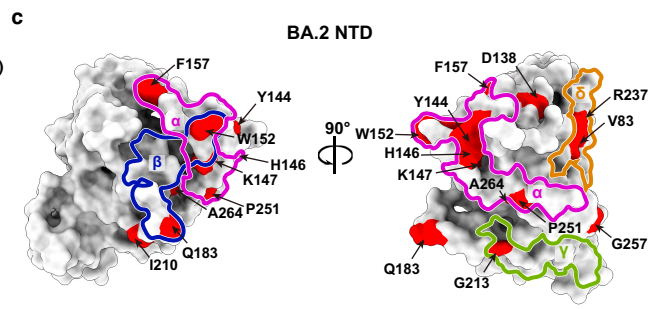 c
)
BA.2 NTD
F157
Y144
α
W152
β
H146
K147
A264
P251
Q183
I210
90°
F157
D138
δ
R237
V83
Y144
W152
H146
K147
A264
α
P251
G257
Q183
γ
G213